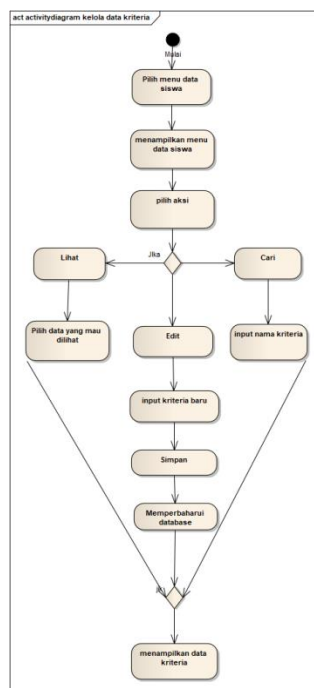 act activitydiagram kelola data kriteria
Mulai
Pilih menu data
siswa
menampilkan menu
data siswa
pilih aksi
JIka
Lihat
Cari
Pilih data yang mau
dilihat
Edit
input nama kriteria
input kriteria baru
Simpan
Memperbaharui
database
menampilkan data
kriteria